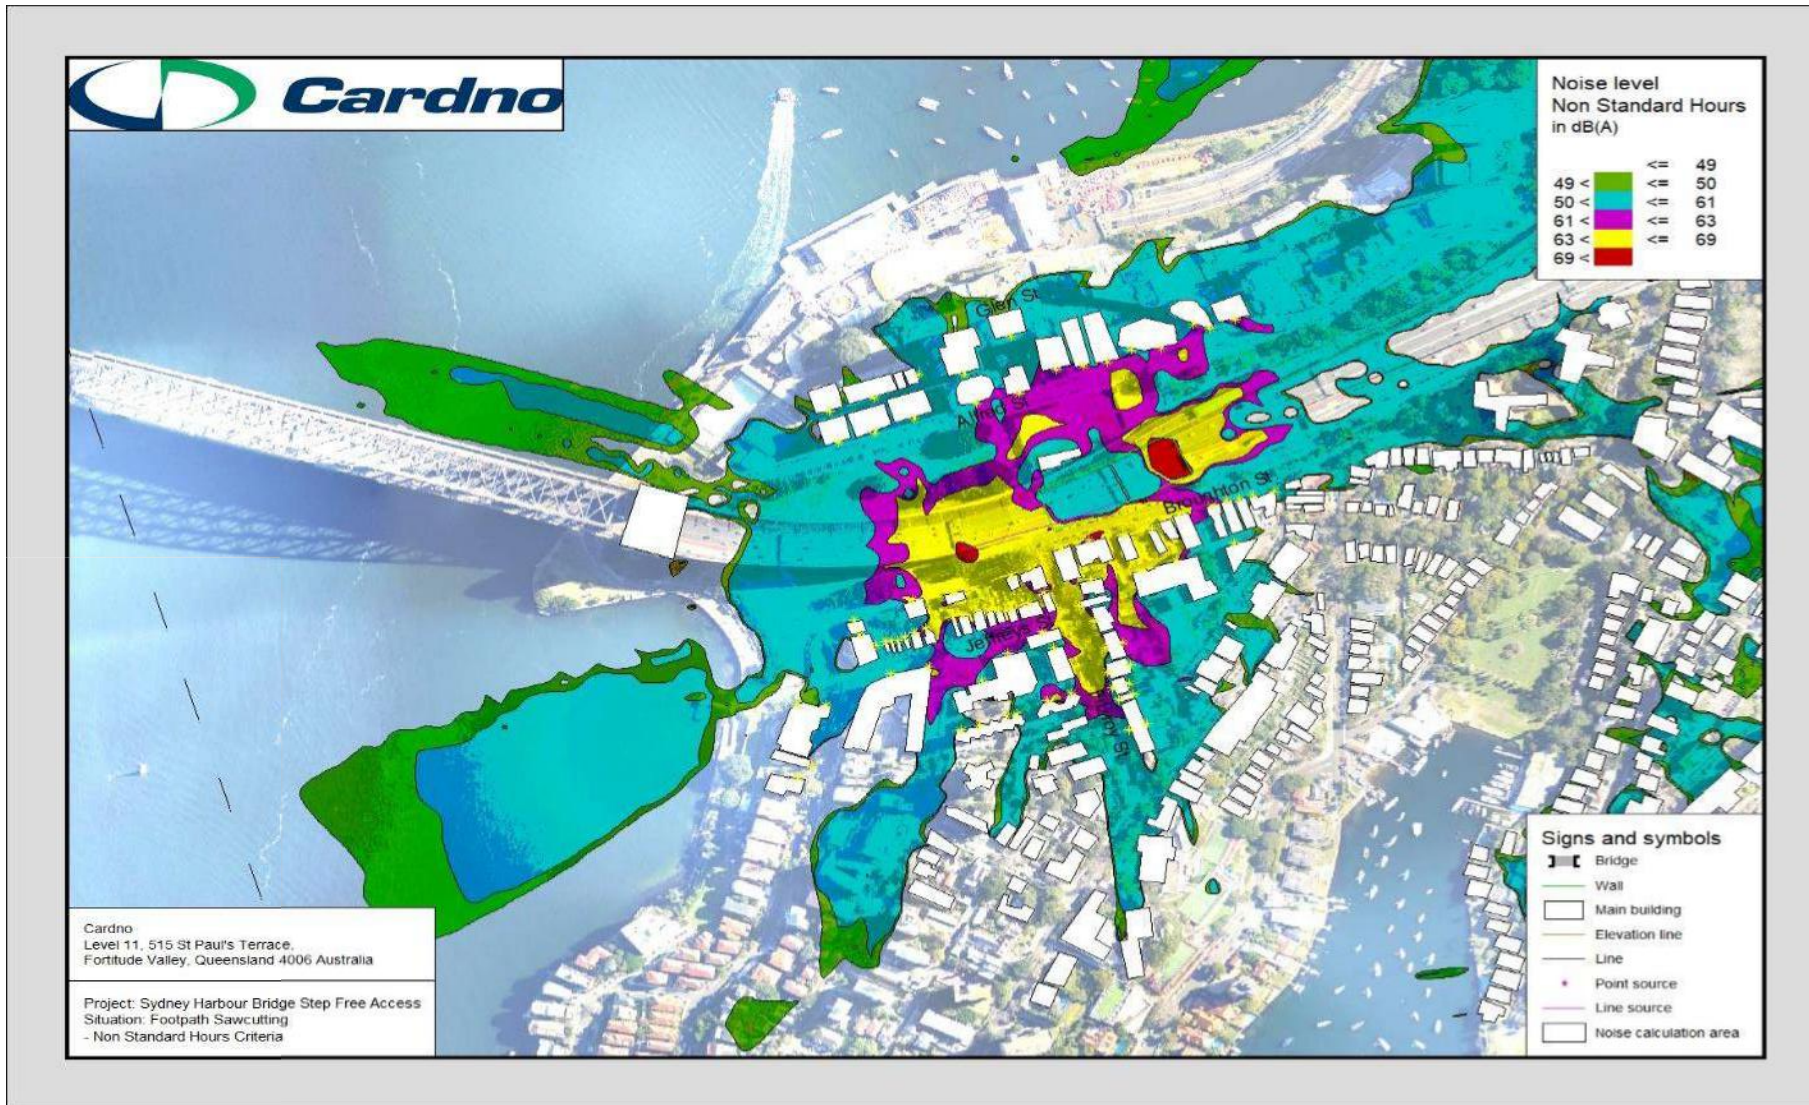 Cardno
Noise level
Non Standard Hours
in dB(A)
<= 49
49 < <= 50
50 < <= 61
61 < <= 63
63 < <= 69
69 <
Glen St
Alfred St
Broughton St
Jeffreys St
Signs and symbols
Bridge
Wall
Main building
Elevation line
Line
Point source
Line source
Noise calculation area
Cardno
Level 11, 515 St Paul's Terrace,
Fortitude Valley, Queensland 4006 Australia
Project: Sydney Harbour Bridge Step Free Access
Situation: Footpath Sawcutting
- Non Standard Hours Criteria